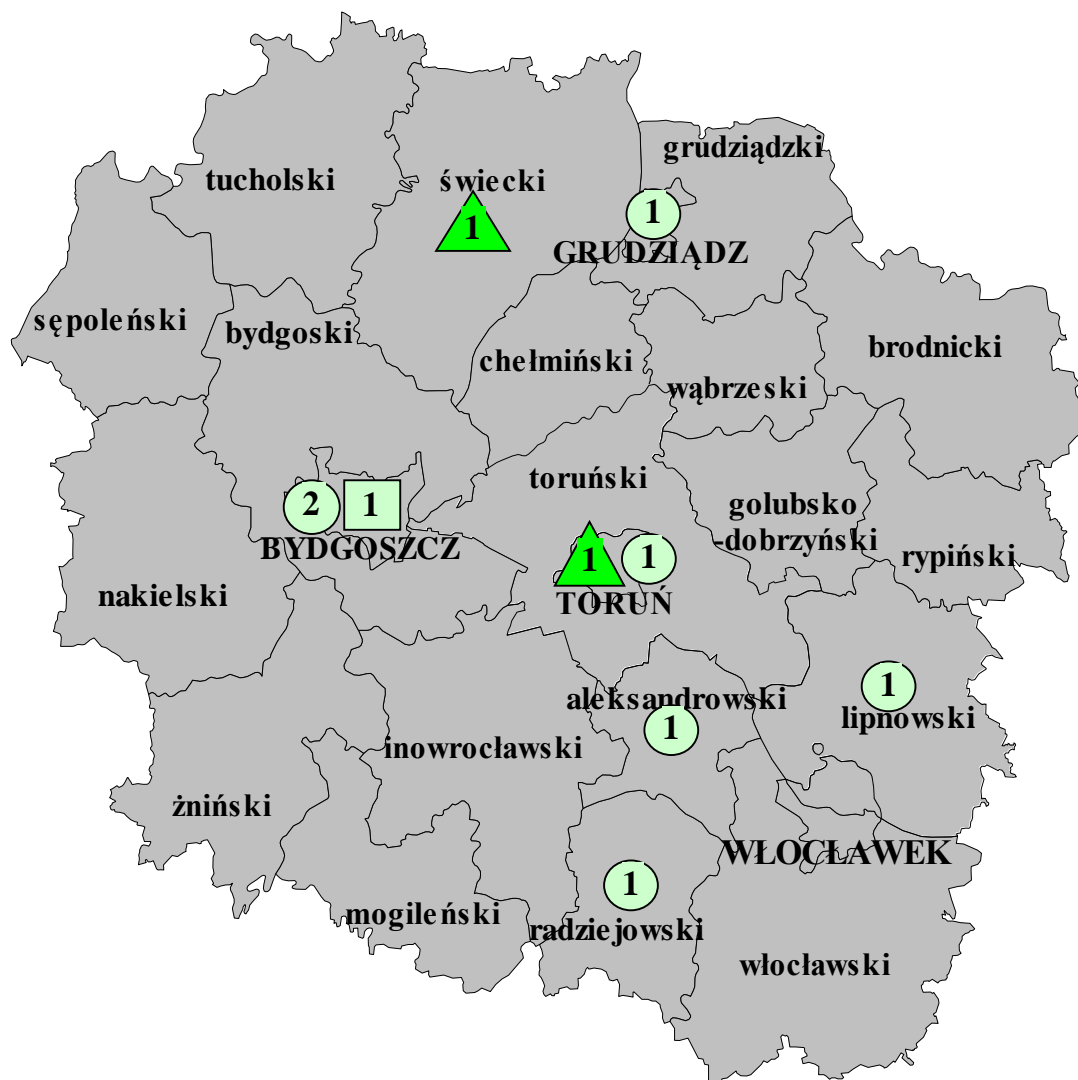 grudziądzki
tucholski
świecki
1
1
GRUDZIĄDZ
sępoleński
bydgoski
brodnicki
chełmiński
wąbrzeski
toruński
2
1
golubsko
-dobrzyński
BYDGOSZCZ
1
1
rypiński
nakielski
TORUŃ
1
aleksandrowski
lipnowski
1
inowrocławski
żniński
WŁOCŁAWEK
1
mogileński
radziejowski
włocławski